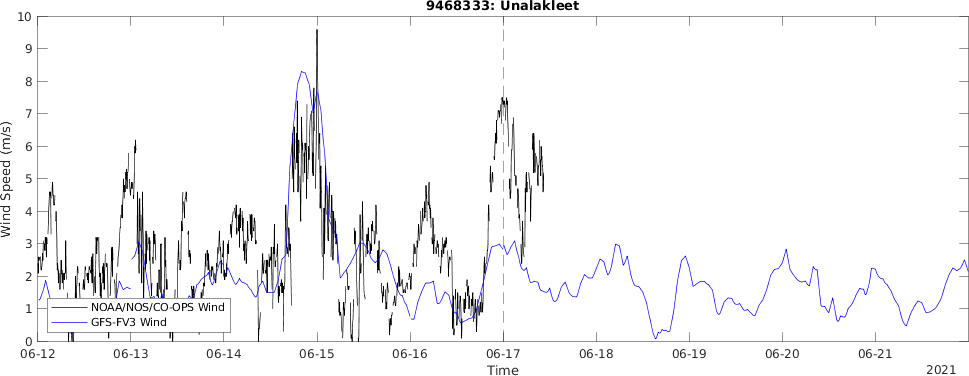 9468333: Unalakleet
10
9
8
7
6
5
4
3
2
1
0
Wind Speed (m/s)
NOAA/NOS/CO-OPS Wind
GFS-FV3 Wind
06-12 06-13 06-14 06-15 06-16 06-17 06-18 06-19 06-20 06-21
Time
2021